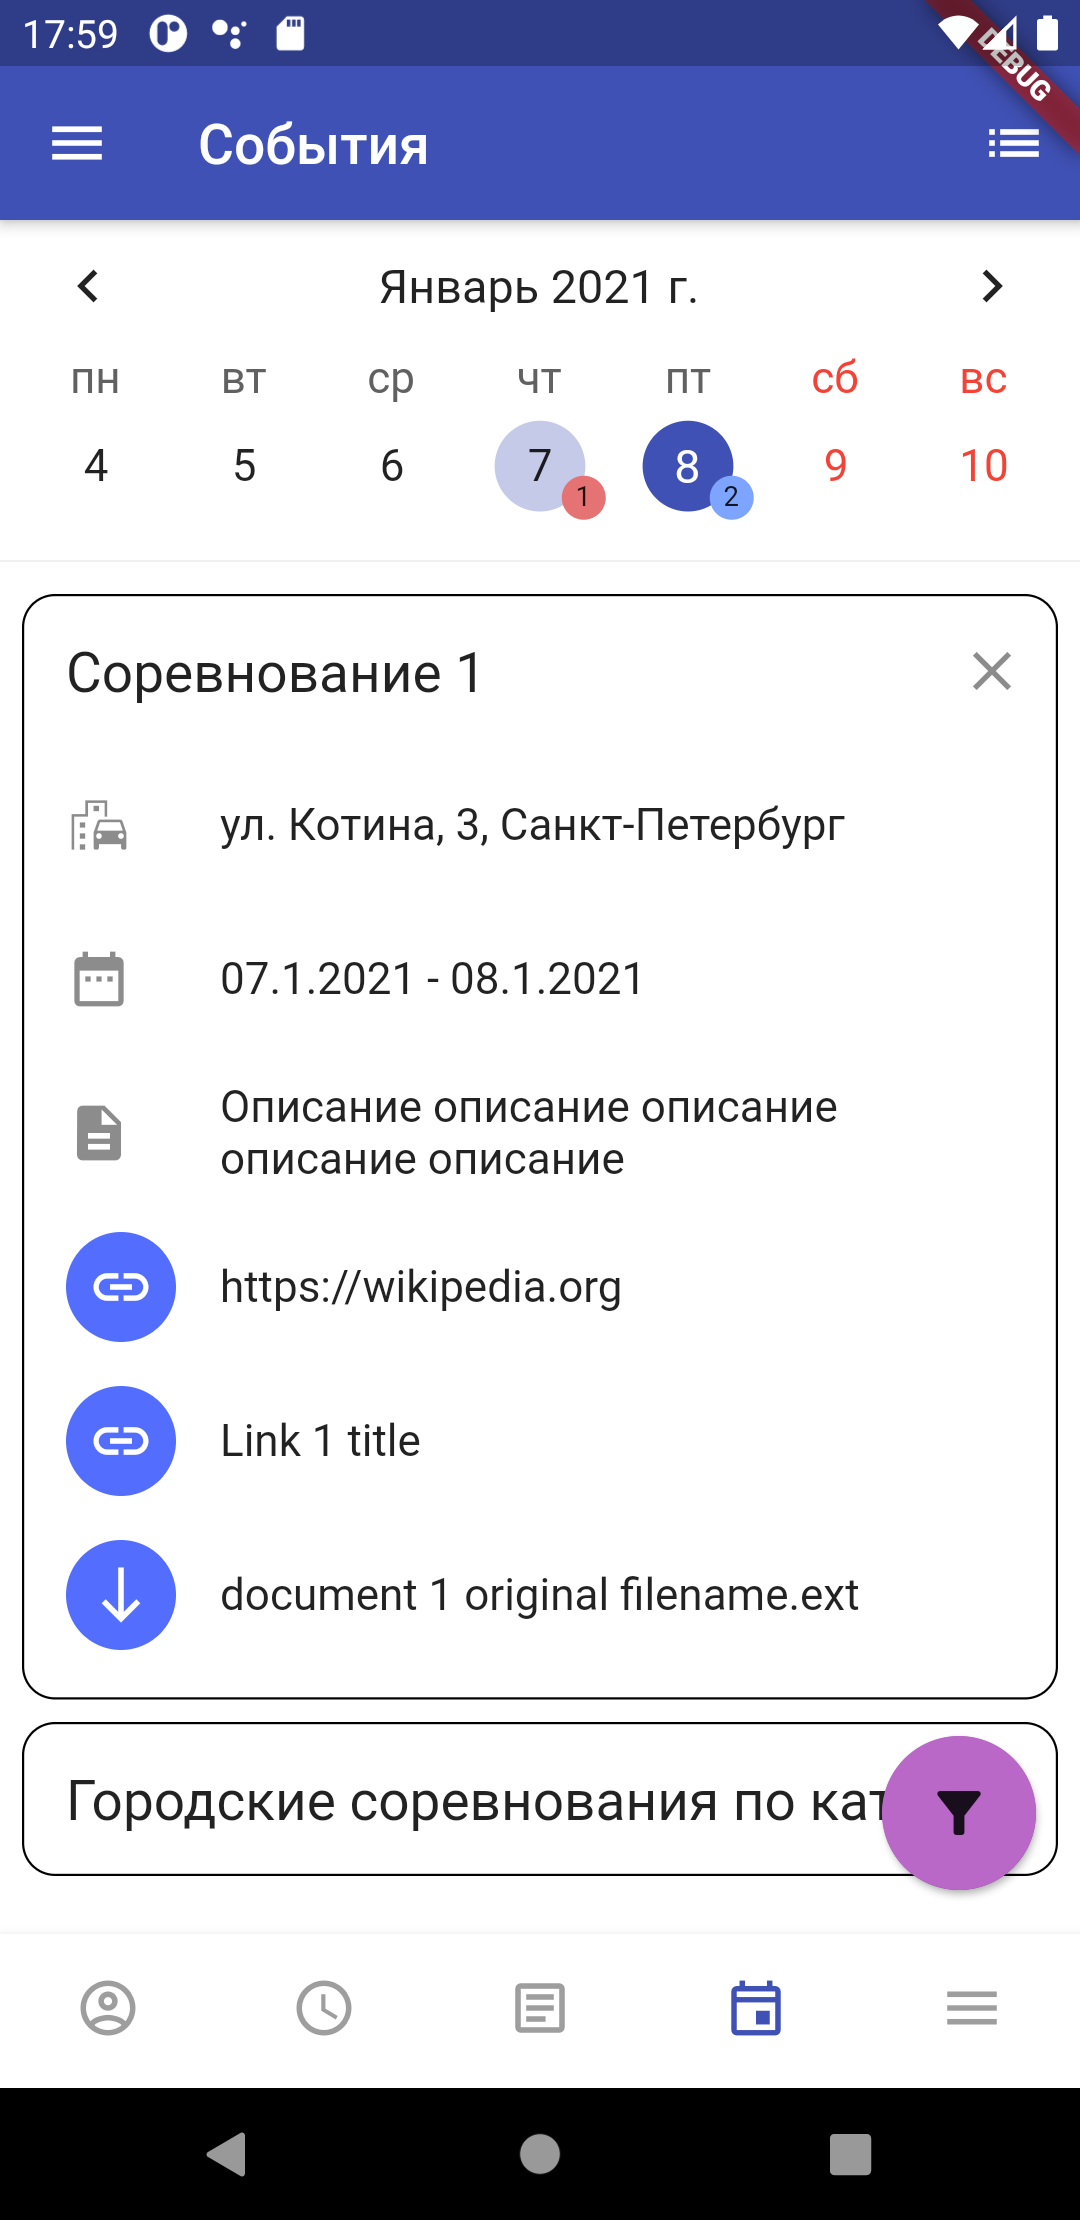 17:59
DEBUG
События
Январь 2021 г.
пн вт ср чт пт сб вс
4 5 6 7 8 9 10
1 2
Соревнование 1
ул. Котина, 3, Санкт-Петербург
07.1.2021 - 08.1.2021
Описание описание описание
описание описание
https://wikipedia.org
Link 1 title
document 1 original filename.ext
Городские соревнования по кат